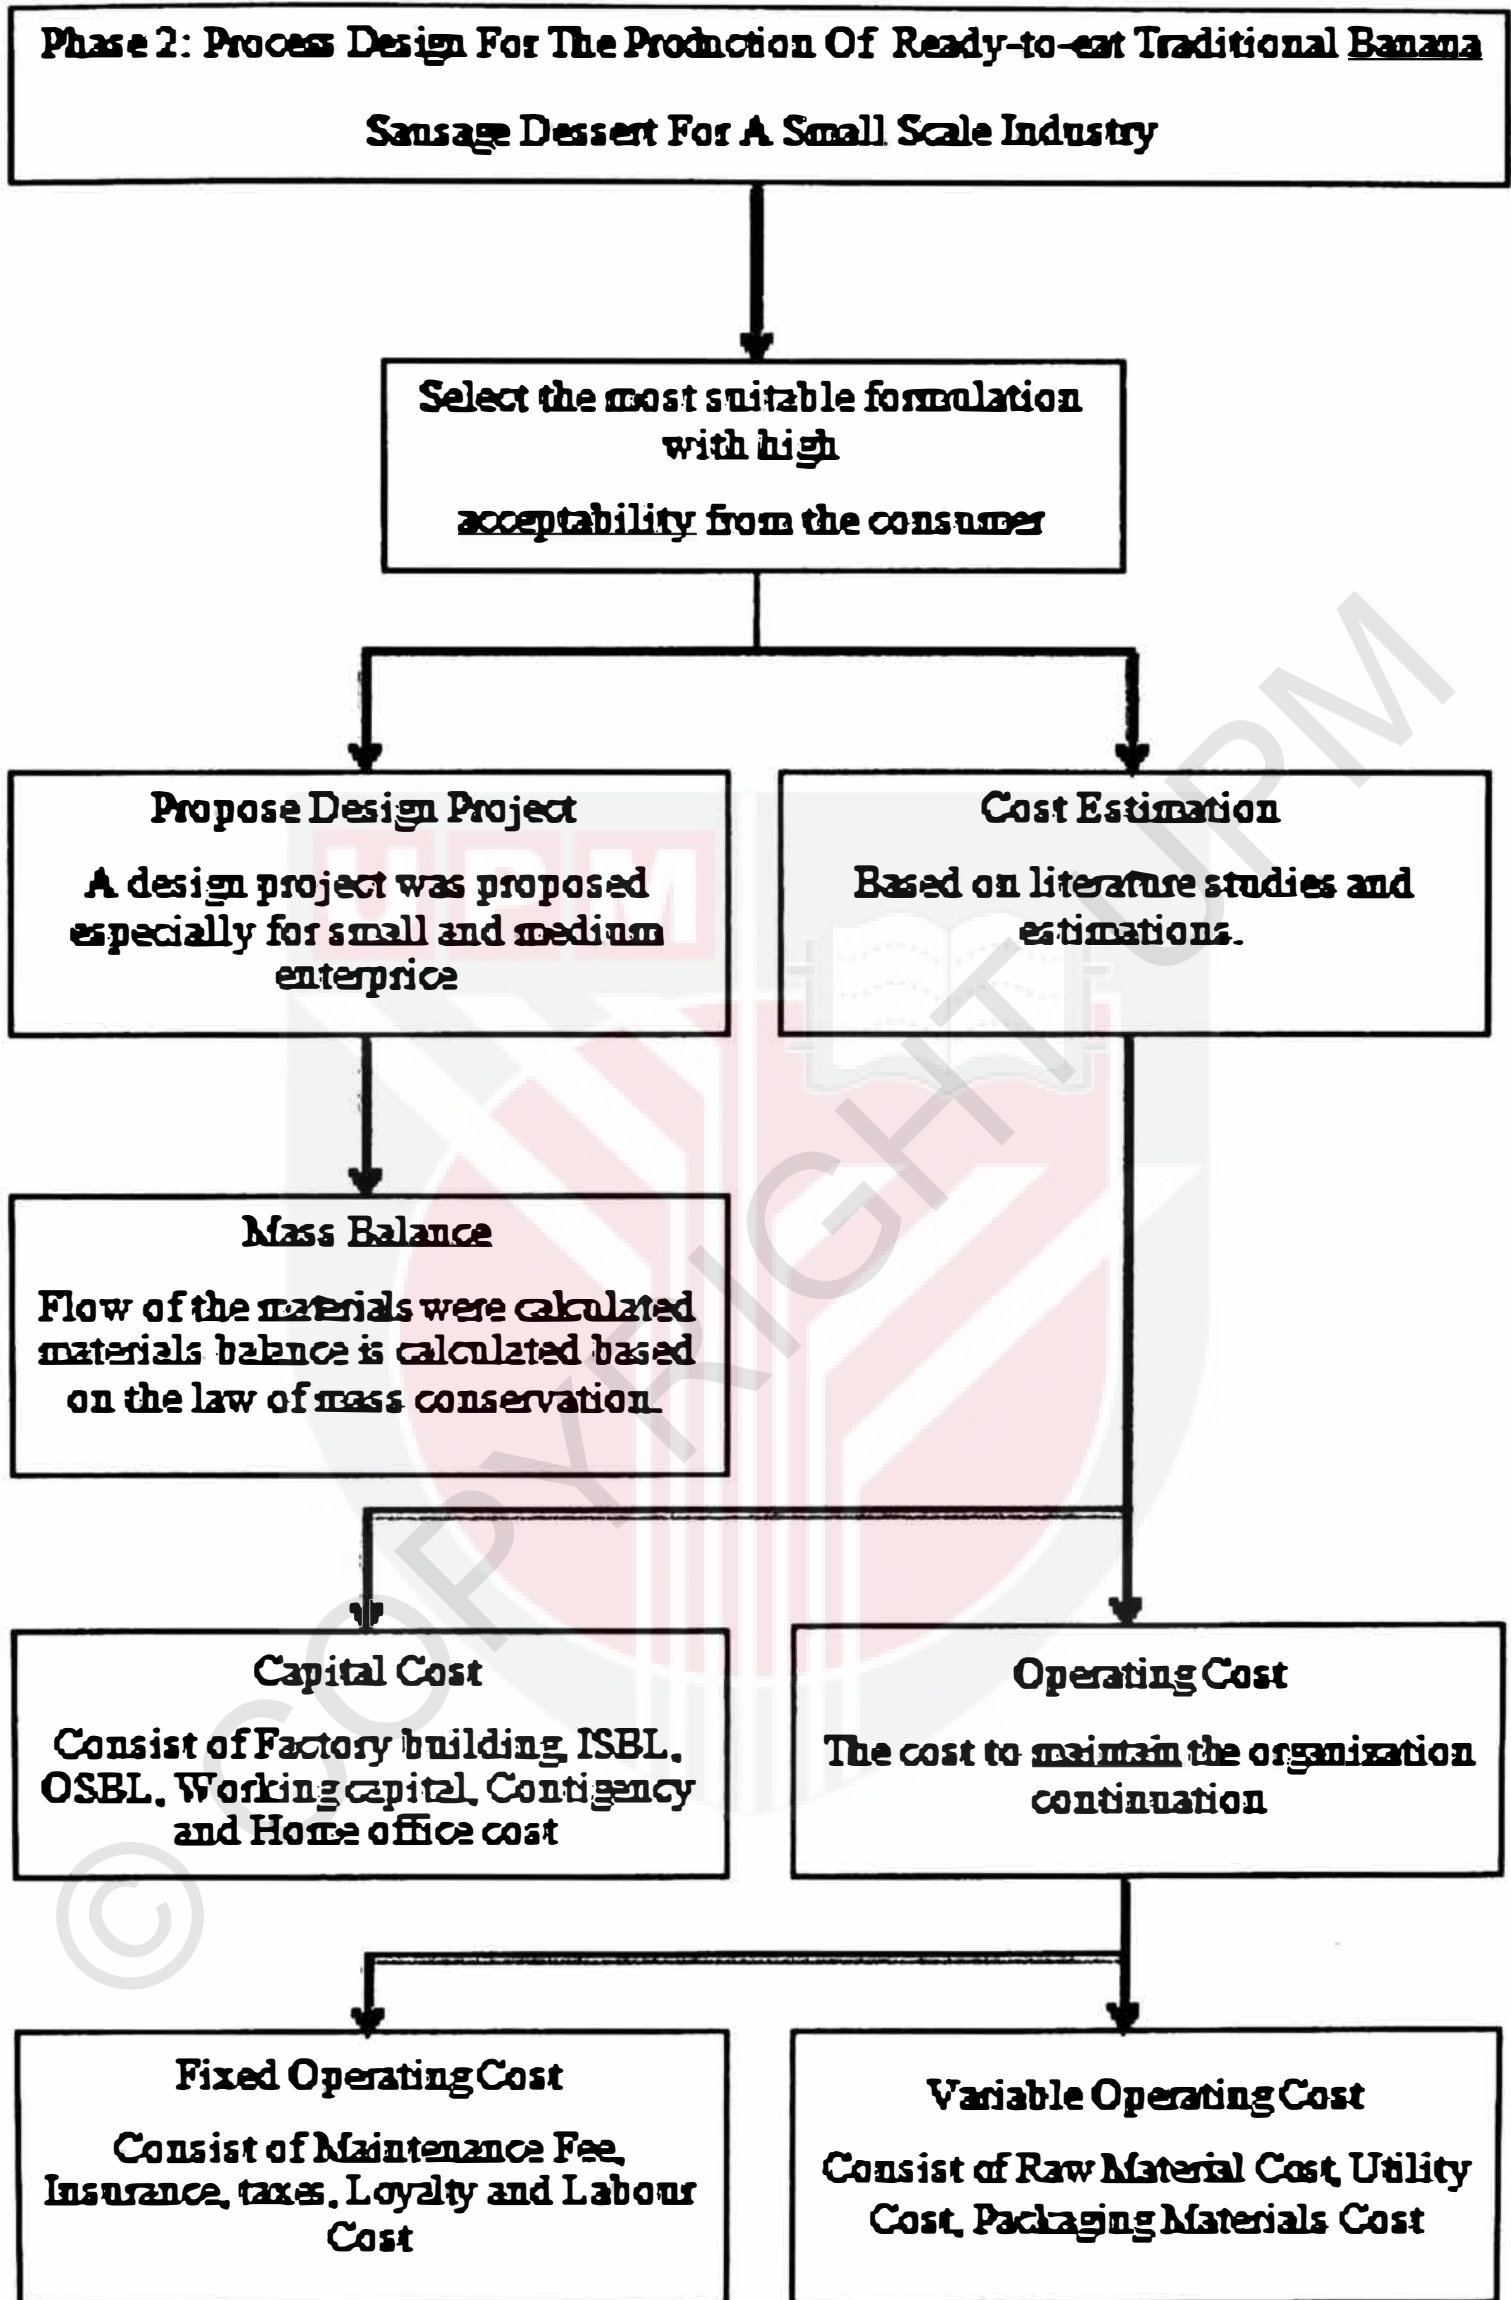 Phase 2: Process Design For The Production Of Ready-to-eat Traditional Banana
Sausage Dessert For A Small Scale Industry
Select the most suitable formulation
with high
acceptability from the consumer
Propose Design Project
A design project was proposed
especially for small and medium
enterprice
Cost Estimation
Based on literature studies and
estimations.
UPM
Mass Balance
Flow of the materials were calculated
materials balance is calculated based
on the law of mass conservation.
Capital Cost
Consist of Factory building, ISBL,
OSBL, Working capital, Contigency
and Home office cost
Operating Cost
The cost to maintain the organization
continuation
Fixed Operating Cost
Consist of Maintenance Fee,
Insurance, taxes, Loyalty and Labour
Cost
Variable Operating Cost
Consist of Raw Material Cost, Utility
Cost, Packaging Materials Cost
© COPYRIGHT UPM